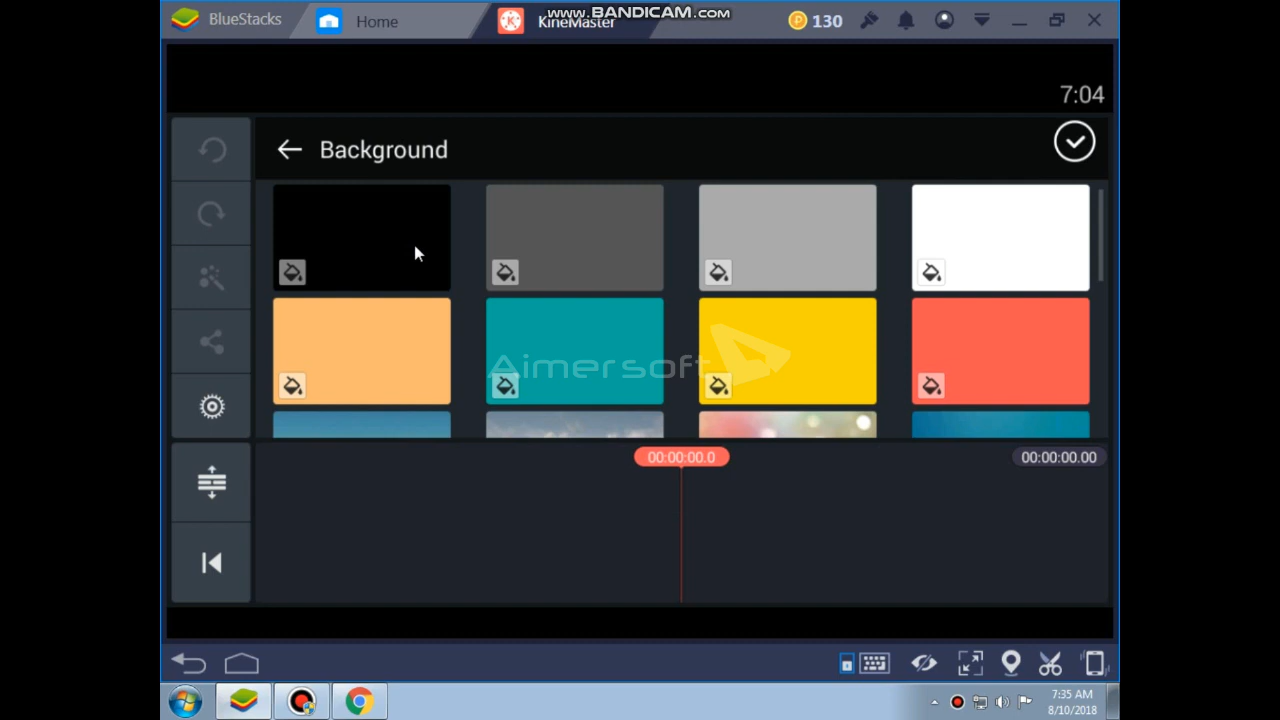 BlueStacks
Home
KineMaster
www.BANDICAM.com
130
7:04
Background
Aimersoft
00:00:00.0
00:00:00.00
7:35 AM
8/10/2018